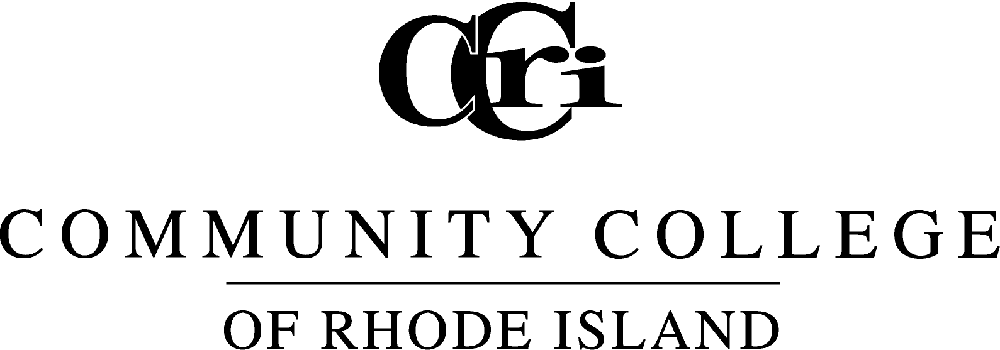 CCri
COMMUNITY COLLEGE
OF RHODE ISLAND